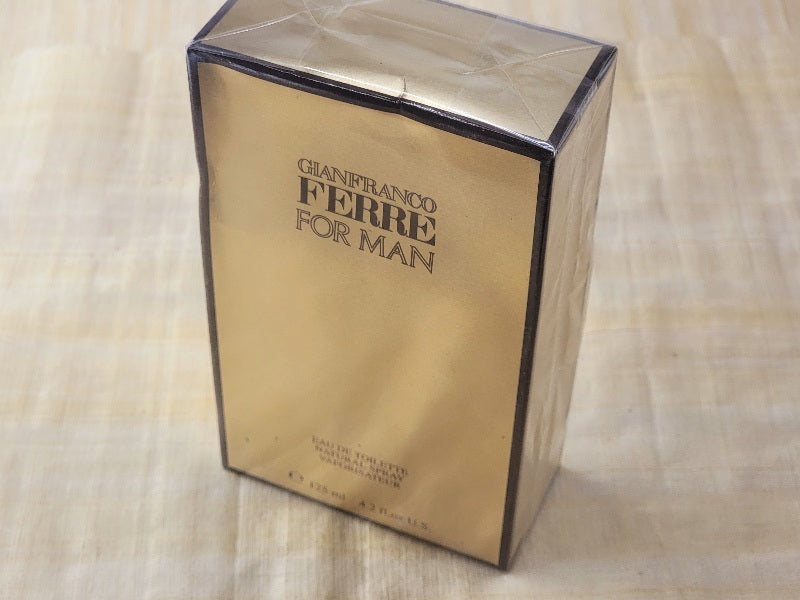 GIANFRANCO
FERRE
FOR MAN
EAU DE TOILETTE
NATURAL SPRAY
VAPORISATEUR
℮ 125 ml 4.2 fl.oz U.S.